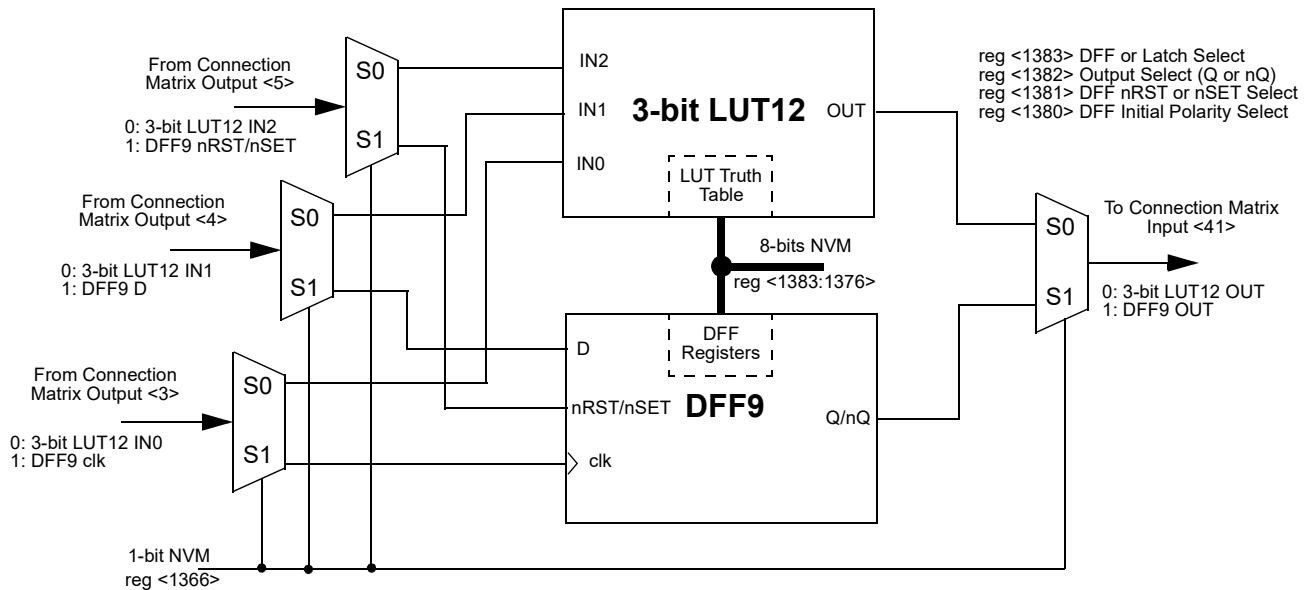 From Connection
Matrix Output <5>
0: 3-bit LUT12 IN2
1: DFF9 nRST/nSET
S0
S1
From Connection
Matrix Output <4>
0: 3-bit LUT12 IN1
1: DFF9 D
S0
S1
From Connection
Matrix Output <3>
0: 3-bit LUT12 IN0
1: DFF9 clk
S0
S1
1-bit NVM
reg <1366>
IN2
IN1
IN0
3-bit LUT12
OUT
LUT Truth
Table
8-bits NVM
reg <1383:1376>
DFF
Registers
D
nRST/nSET
clk
DFF9
Q/nQ
reg <1383> DFF or Latch Select
reg <1382> Output Select (Q or nQ)
reg <1381> DFF nRST or nSET Select
reg <1380> DFF Initial Polarity Select
S0
S1
To Connection Matrix
Input <41>
0: 3-bit LUT12 OUT
1: DFF9 OUT